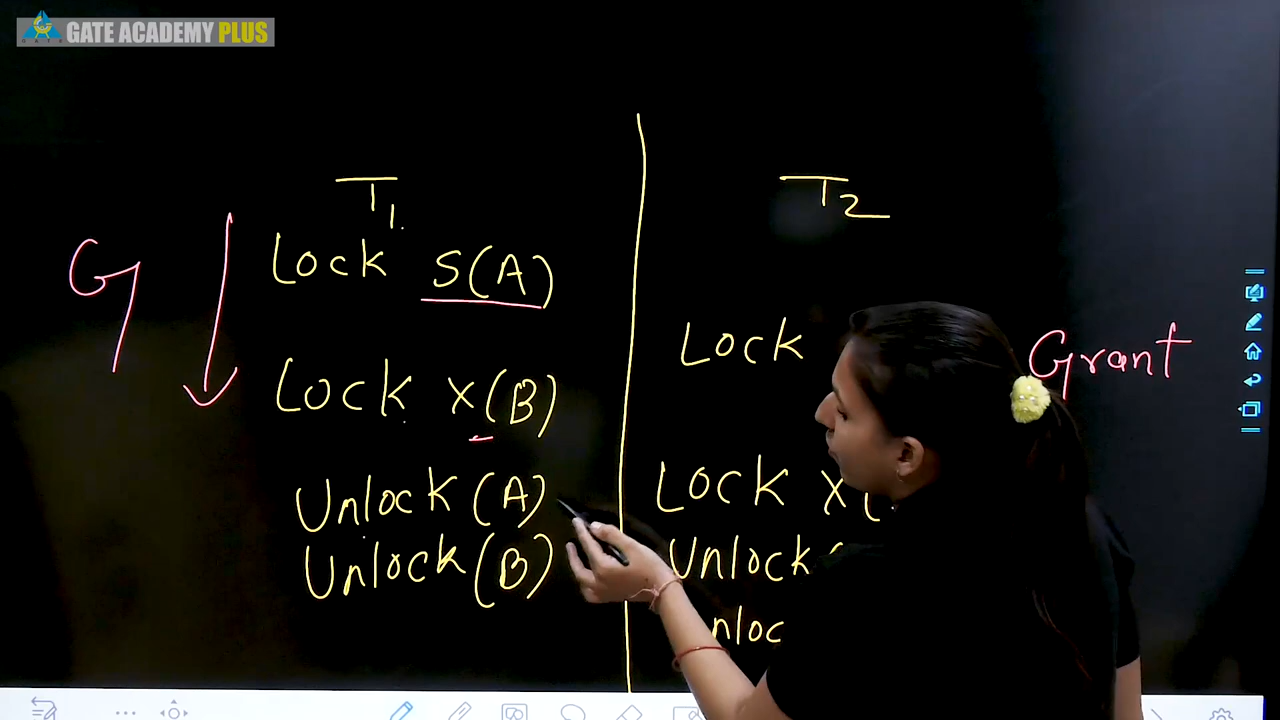 GATE ACADEMY PLUS
T1
T2
Lock S(A)
Lock
Grant
G
Lock X(B)
Lock X(
Unlock(A)
Unlock(B)
Unlock